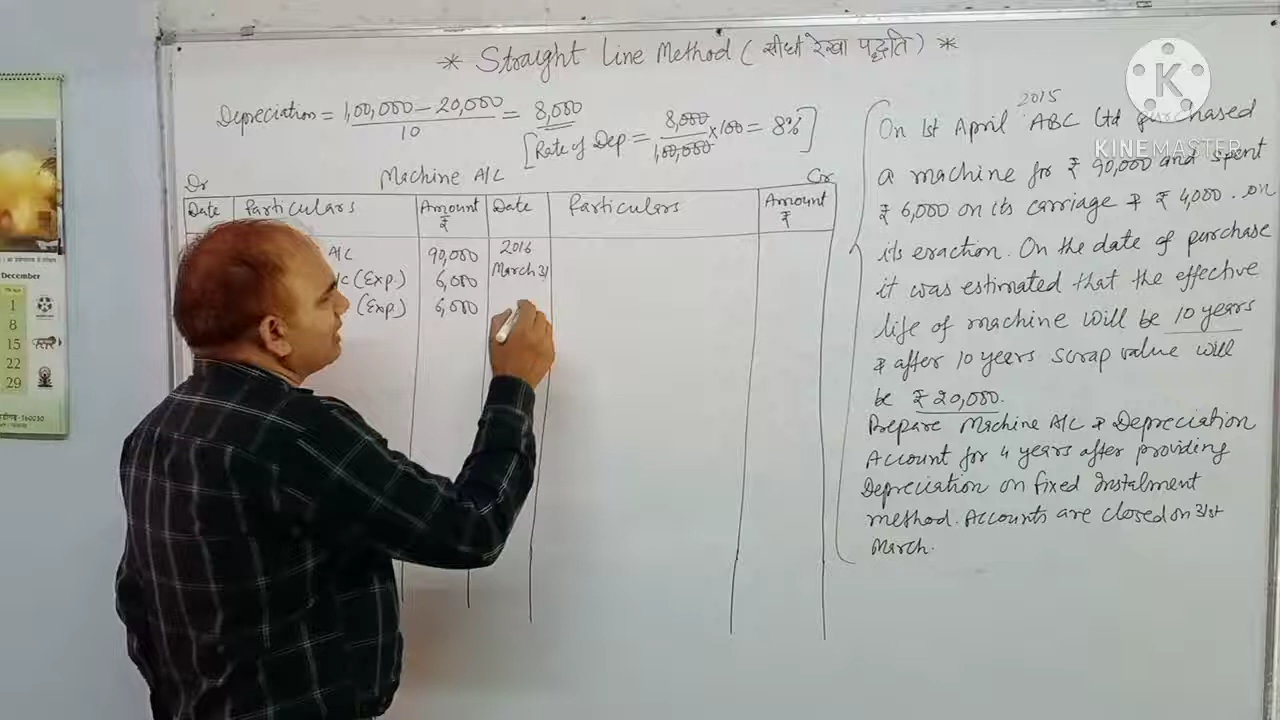 * Straight Line Method (सीधी रेखा पद्धति) *
KINEMASTER
Depreciation = 1,00,000 - 20,000 / 10 = 8,000
[Rate of Dep = 8,000 / 1,00,000 × 100 = 8%]
Dr Machine A/C Cr
Date Particulars Amount ₹ Date Particulars Amount ₹
A/C 90,000 2016
A/c (Exp.) 6,000 March 31
(Exp.) 6,000
2015
On 1st April ABC Ltd purchased
a machine for ₹ 90,000 and spent
₹ 6,000 on its carriage & ₹ 4,000 . on
its eraction. On the date of purchase
it was estimated that the effective
life of machine will be 10 years
& after 10 years scrap value will
be ₹ 20,000.
Prepare Machine A/C & Depreciation
Account for 4 years after providing
Depreciation on fixed Instalment
method. Accounts are closed on 31st
March.
December
1
8
15
22
29